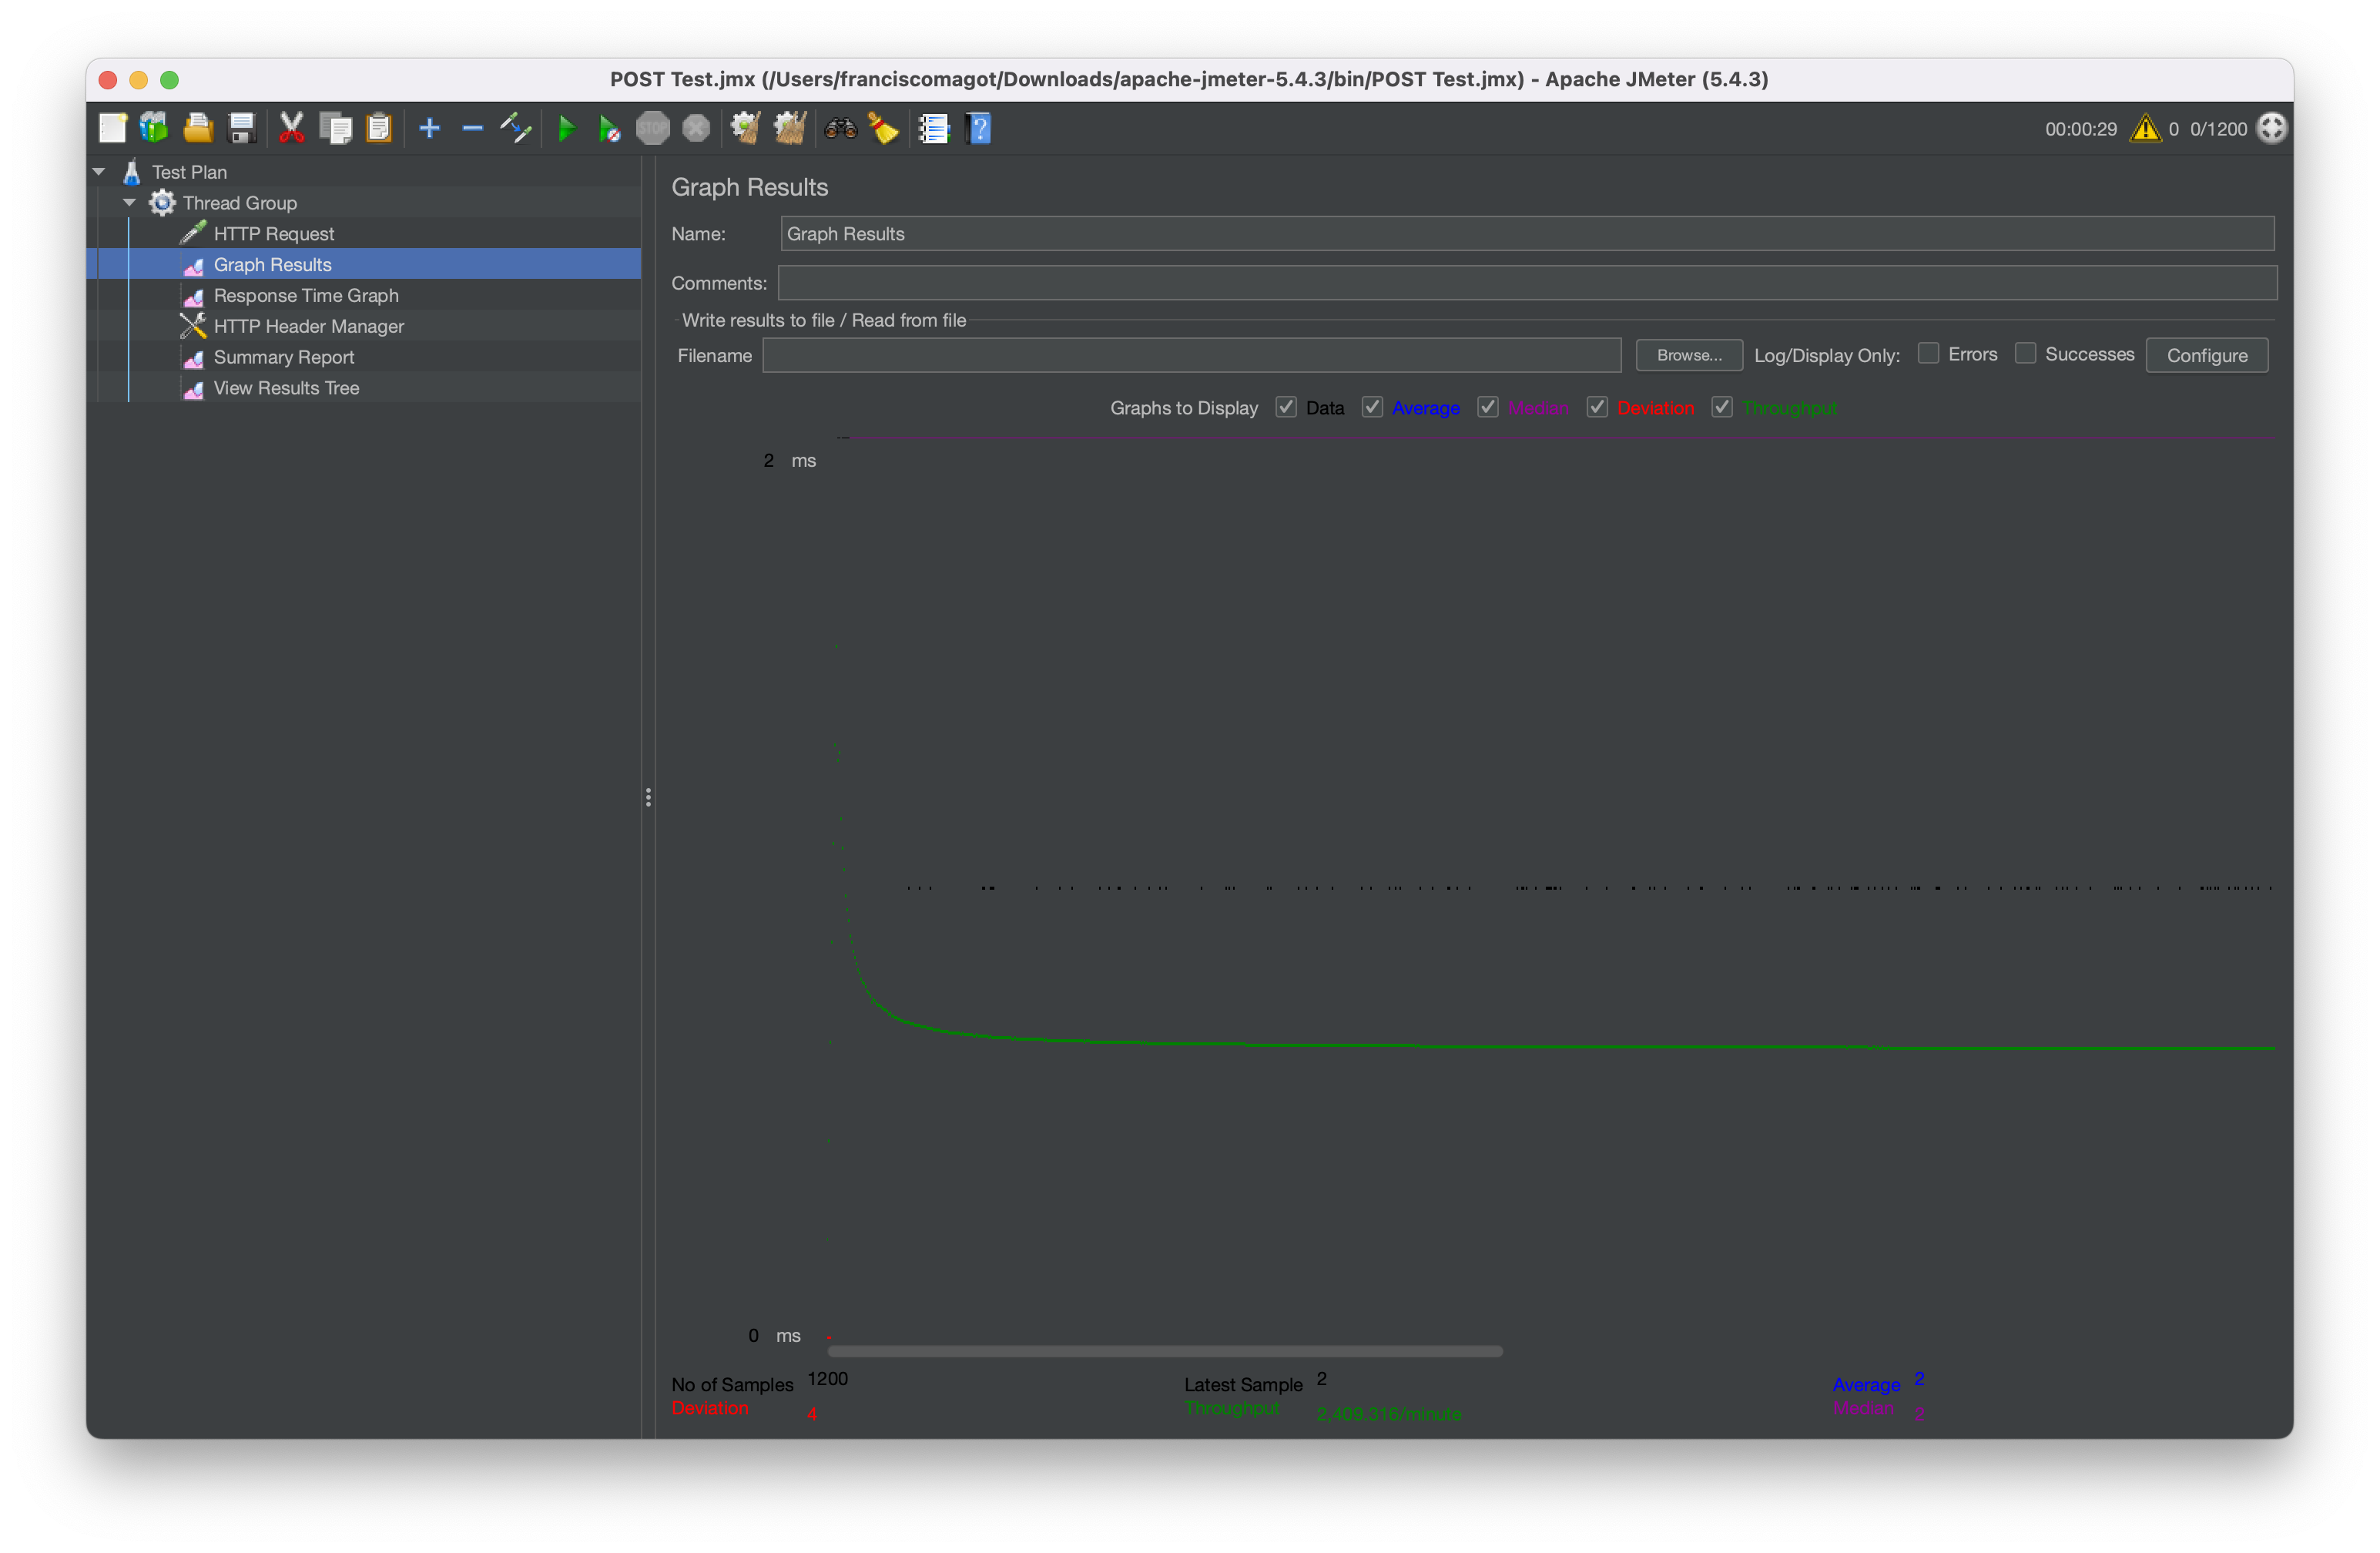 POST Test.jmx (/Users/franciscomagot/Downloads/apache-jmeter-5.4.3/bin/POST Test.jmx) - Apache JMeter (5.4.3)
STOP
00:00:29 0 0/1200
Test Plan
Thread Group
HTTP Request
Graph Results
Response Time Graph
HTTP Header Manager
Summary Report
View Results Tree
Graph Results
Name: Graph Results
Comments:
Write results to file / Read from file
Filename Browse... Log/Display Only: Errors Successes Configure
Graphs to Display Data Average Median Deviation Throughput
2 ms
0 ms
No of Samples 1200 Latest Sample 2 Average 2
Deviation 4 Throughput 2,409.316/minute Median 2